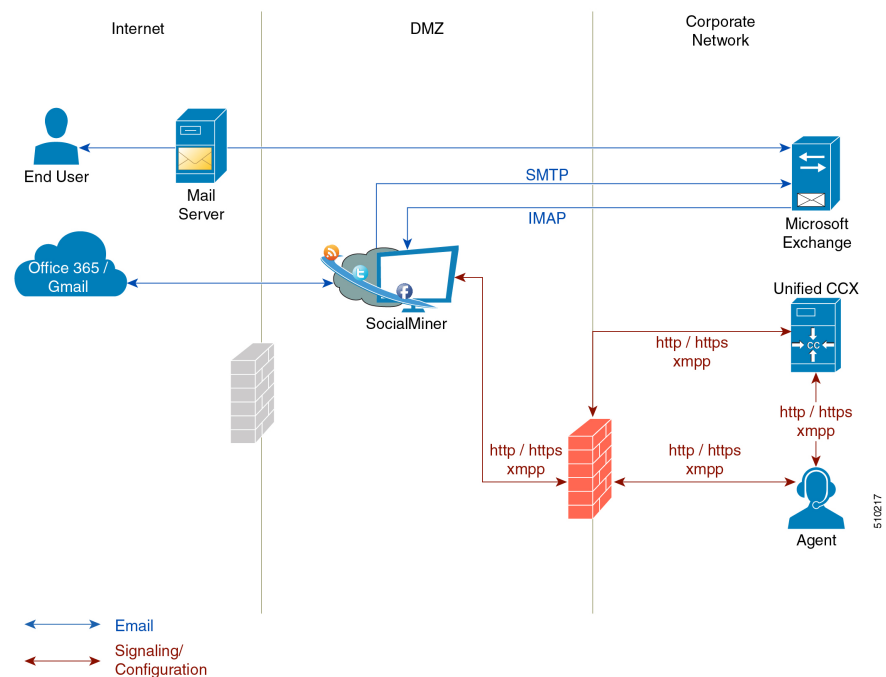 Internet
DMZ
Corporate
Network
End User
Mail
Server
SMTP
IMAP
Microsoft
Exchange
Office 365 /
Gmail
SocialMiner
Unified CCX
CC
http / https
xmpp
http / https
xmpp
http / https
xmpp
http / https
xmpp
Agent
510217
Email
Signaling/
Configuration